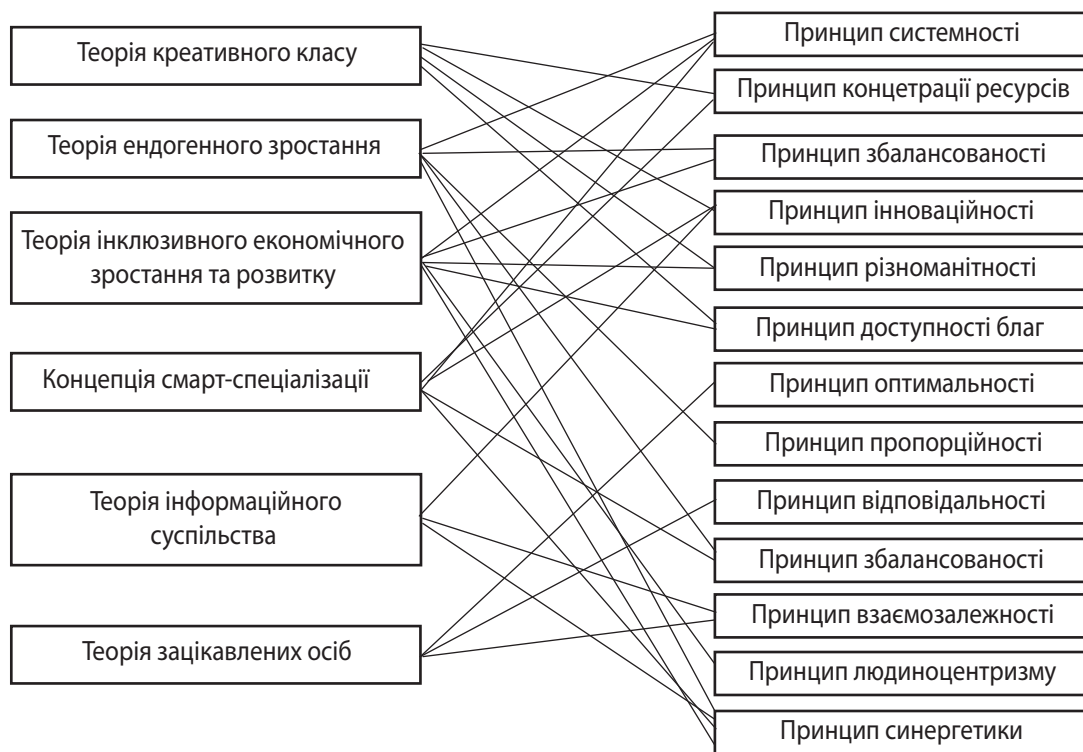 Теорія креативного класу
Теорія ендогенного зростання
Теорія інклюзивного економічного
зростання та розвитку
Концепція смарт-спеціалізації
Теорія інформаційного
суспільства
Теорія зацікавлених осіб
Принцип системності
Принцип концетрації ресурсів
Принцип збалансованості
Принцип інноваційності
Принцип різноманітності
Принцип доступності благ
Принцип оптимальності
Принцип пропорційності
Принцип відповідальності
Принцип збалансованості
Принцип взаємозалежності
Принцип людиноцентризму
Принцип синергетики